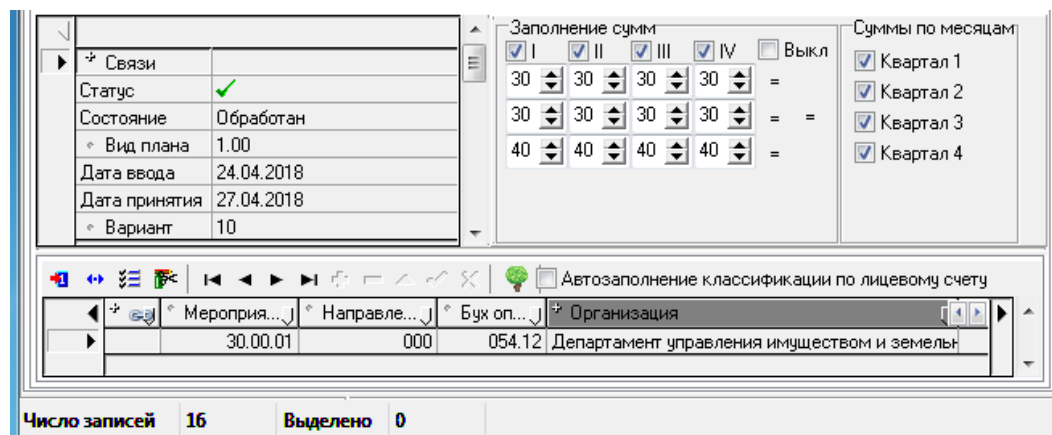 Заполнение сумм
I II III IV Выкл
30 30 30 30 =
30 30 30 30 = =
40 40 40 40 =
Суммы по месяцам
Квартал 1
Квартал 2
Квартал 3
Квартал 4
Связи
Статус
Состояние Обработан
Вид плана 1.00
Дата ввода 24.04.2018
Дата принятия 27.04.2018
Вариант 10
Автозаполнение классификации по лицевому счету
Мероприя... Направле... Бух оп... Организация
30.00.01 000 054.12 Департамент управления имуществом и земельн
Число записей 16 Выделено 0